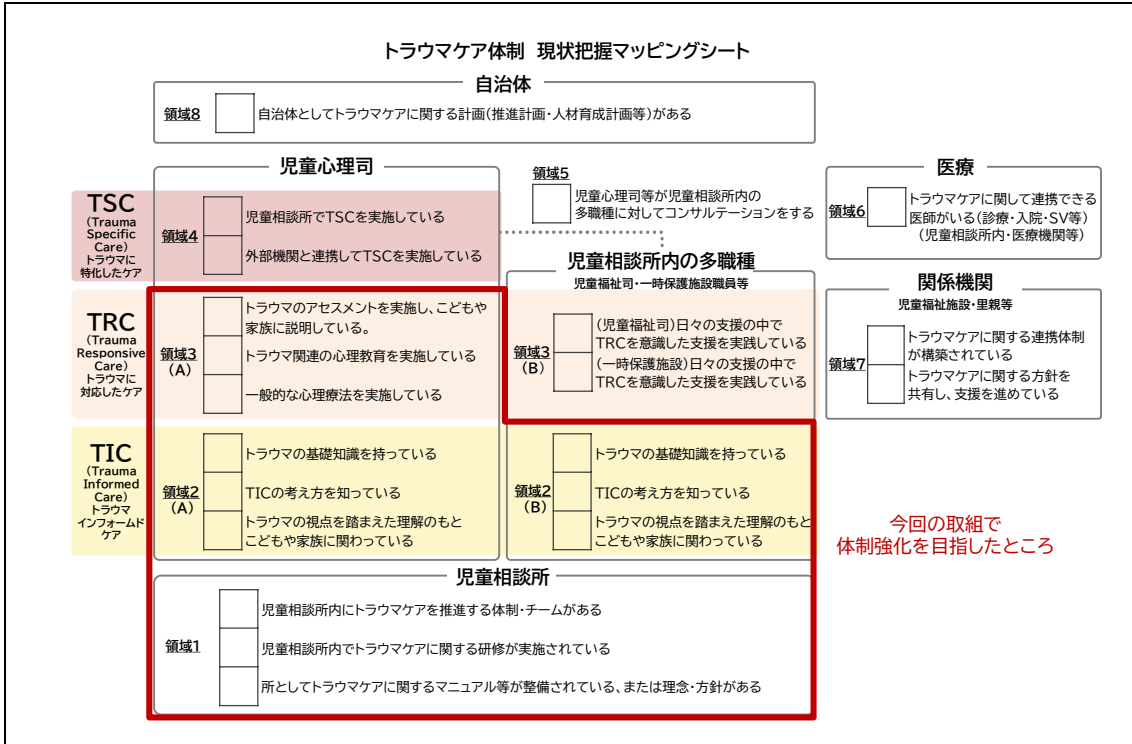 トラウマケア体制 現状把握マッピングシート
自治体
領域8
自治体としてトラウマケアに関する計画(推進計画・人材育成計画等)がある
児童心理司
TSC
(Trauma
Specific
Care)
トラウマに
特化したケア
領域4
児童相談所でTSCを実施している
外部機関と連携してTSCを実施している
領域5
児童心理司等が児童相談所内の
多職種に対してコンサルテーションをする
医療
領域6
トラウマケアに関して連携できる
医師がいる(診療・入院・SV等)
(児童相談所内・医療機関等)
児童相談所内の多職種
児童福祉司・一時保護施設職員等
関係機関
児童福祉施設・里親等
TRC
(Trauma
Responsive
Care)
トラウマに
対応したケア
領域3
(A)
トラウマのアセスメントを実施し、こどもや
家族に説明している。
トラウマ関連の心理教育を実施している
一般的な心理療法を実施している
領域3
(B)
(児童福祉司)日々の支援の中で
TRCを意識した支援を実践している
(一時保護施設)日々の支援の中で
TRCを意識した支援を実践している
領域7
トラウマケアに関する連携体制
が構築されている
トラウマケアに関する方針を
共有し、支援を進めている
TIC
(Trauma
Informed
Care)
トラウマ
インフォームド
ケア
領域2
(A)
トラウマの基礎知識を持っている
TICの考え方を知っている
トラウマの視点を踏まえた理解のもと
こどもや家族に関わっている
領域2
(B)
トラウマの基礎知識を持っている
TICの考え方を知っている
トラウマの視点を踏まえた理解のもと
こどもや家族に関わっている
今回の取組で
体制強化を目指したところ
児童相談所
領域1
児童相談所内にトラウマケアを推進する体制・チームがある
児童相談所内でトラウマケアに関する研修が実施されている
所としてトラウマケアに関するマニュアル等が整備されている、または理念・方針がある